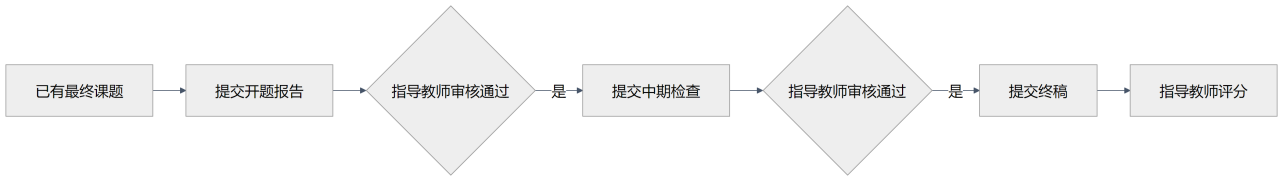 已有最终课题
提交开题报告
指导教师审核通过
是
提交中期检查
指导教师审核通过
是
提交终稿
指导教师评分